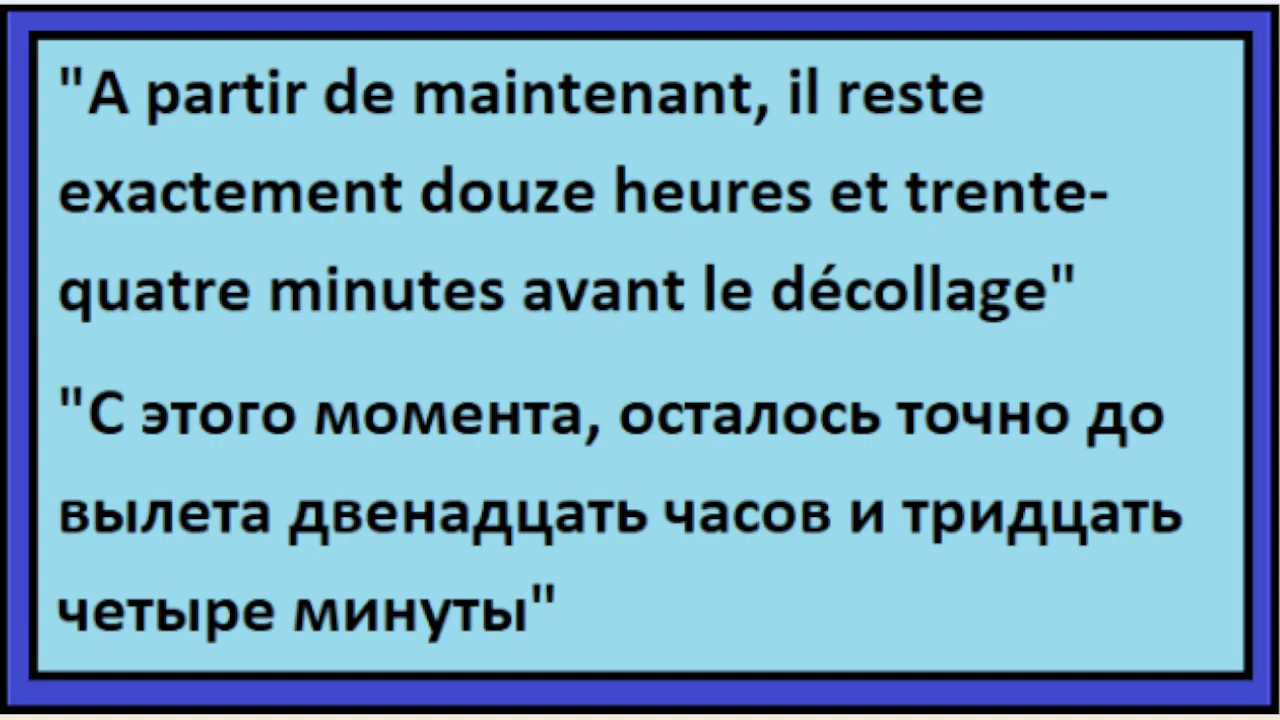 "A partir de maintenant, il reste
exactement douze heures et trente-
quatre minutes avant le décollage"
"С этого момента, осталось точно до
вылета двенадцать часов и тридцать
четыре минуты"